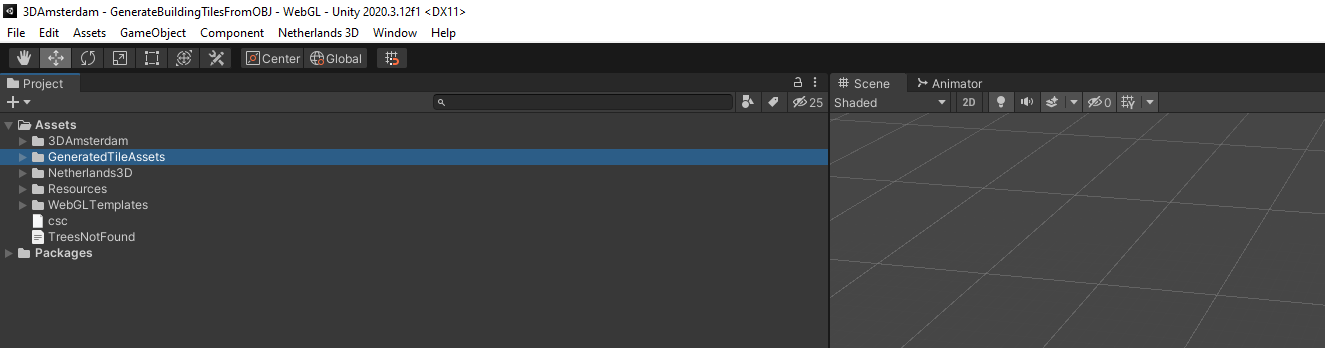 3DAmsterdam - GenerateBuildingTilesFromOBJ - WebGL - Unity 2020.3.12f1 <DX11>
File Edit Assets GameObject Component Netherlands 3D Window Help
Center Global
Project
Scene Animator
25
Shaded 2D 0
Assets
3DAmsterdam
GeneratedTileAssets
Netherlands3D
Resources
WebGLTemplates
csc
TreesNotFound
Packages